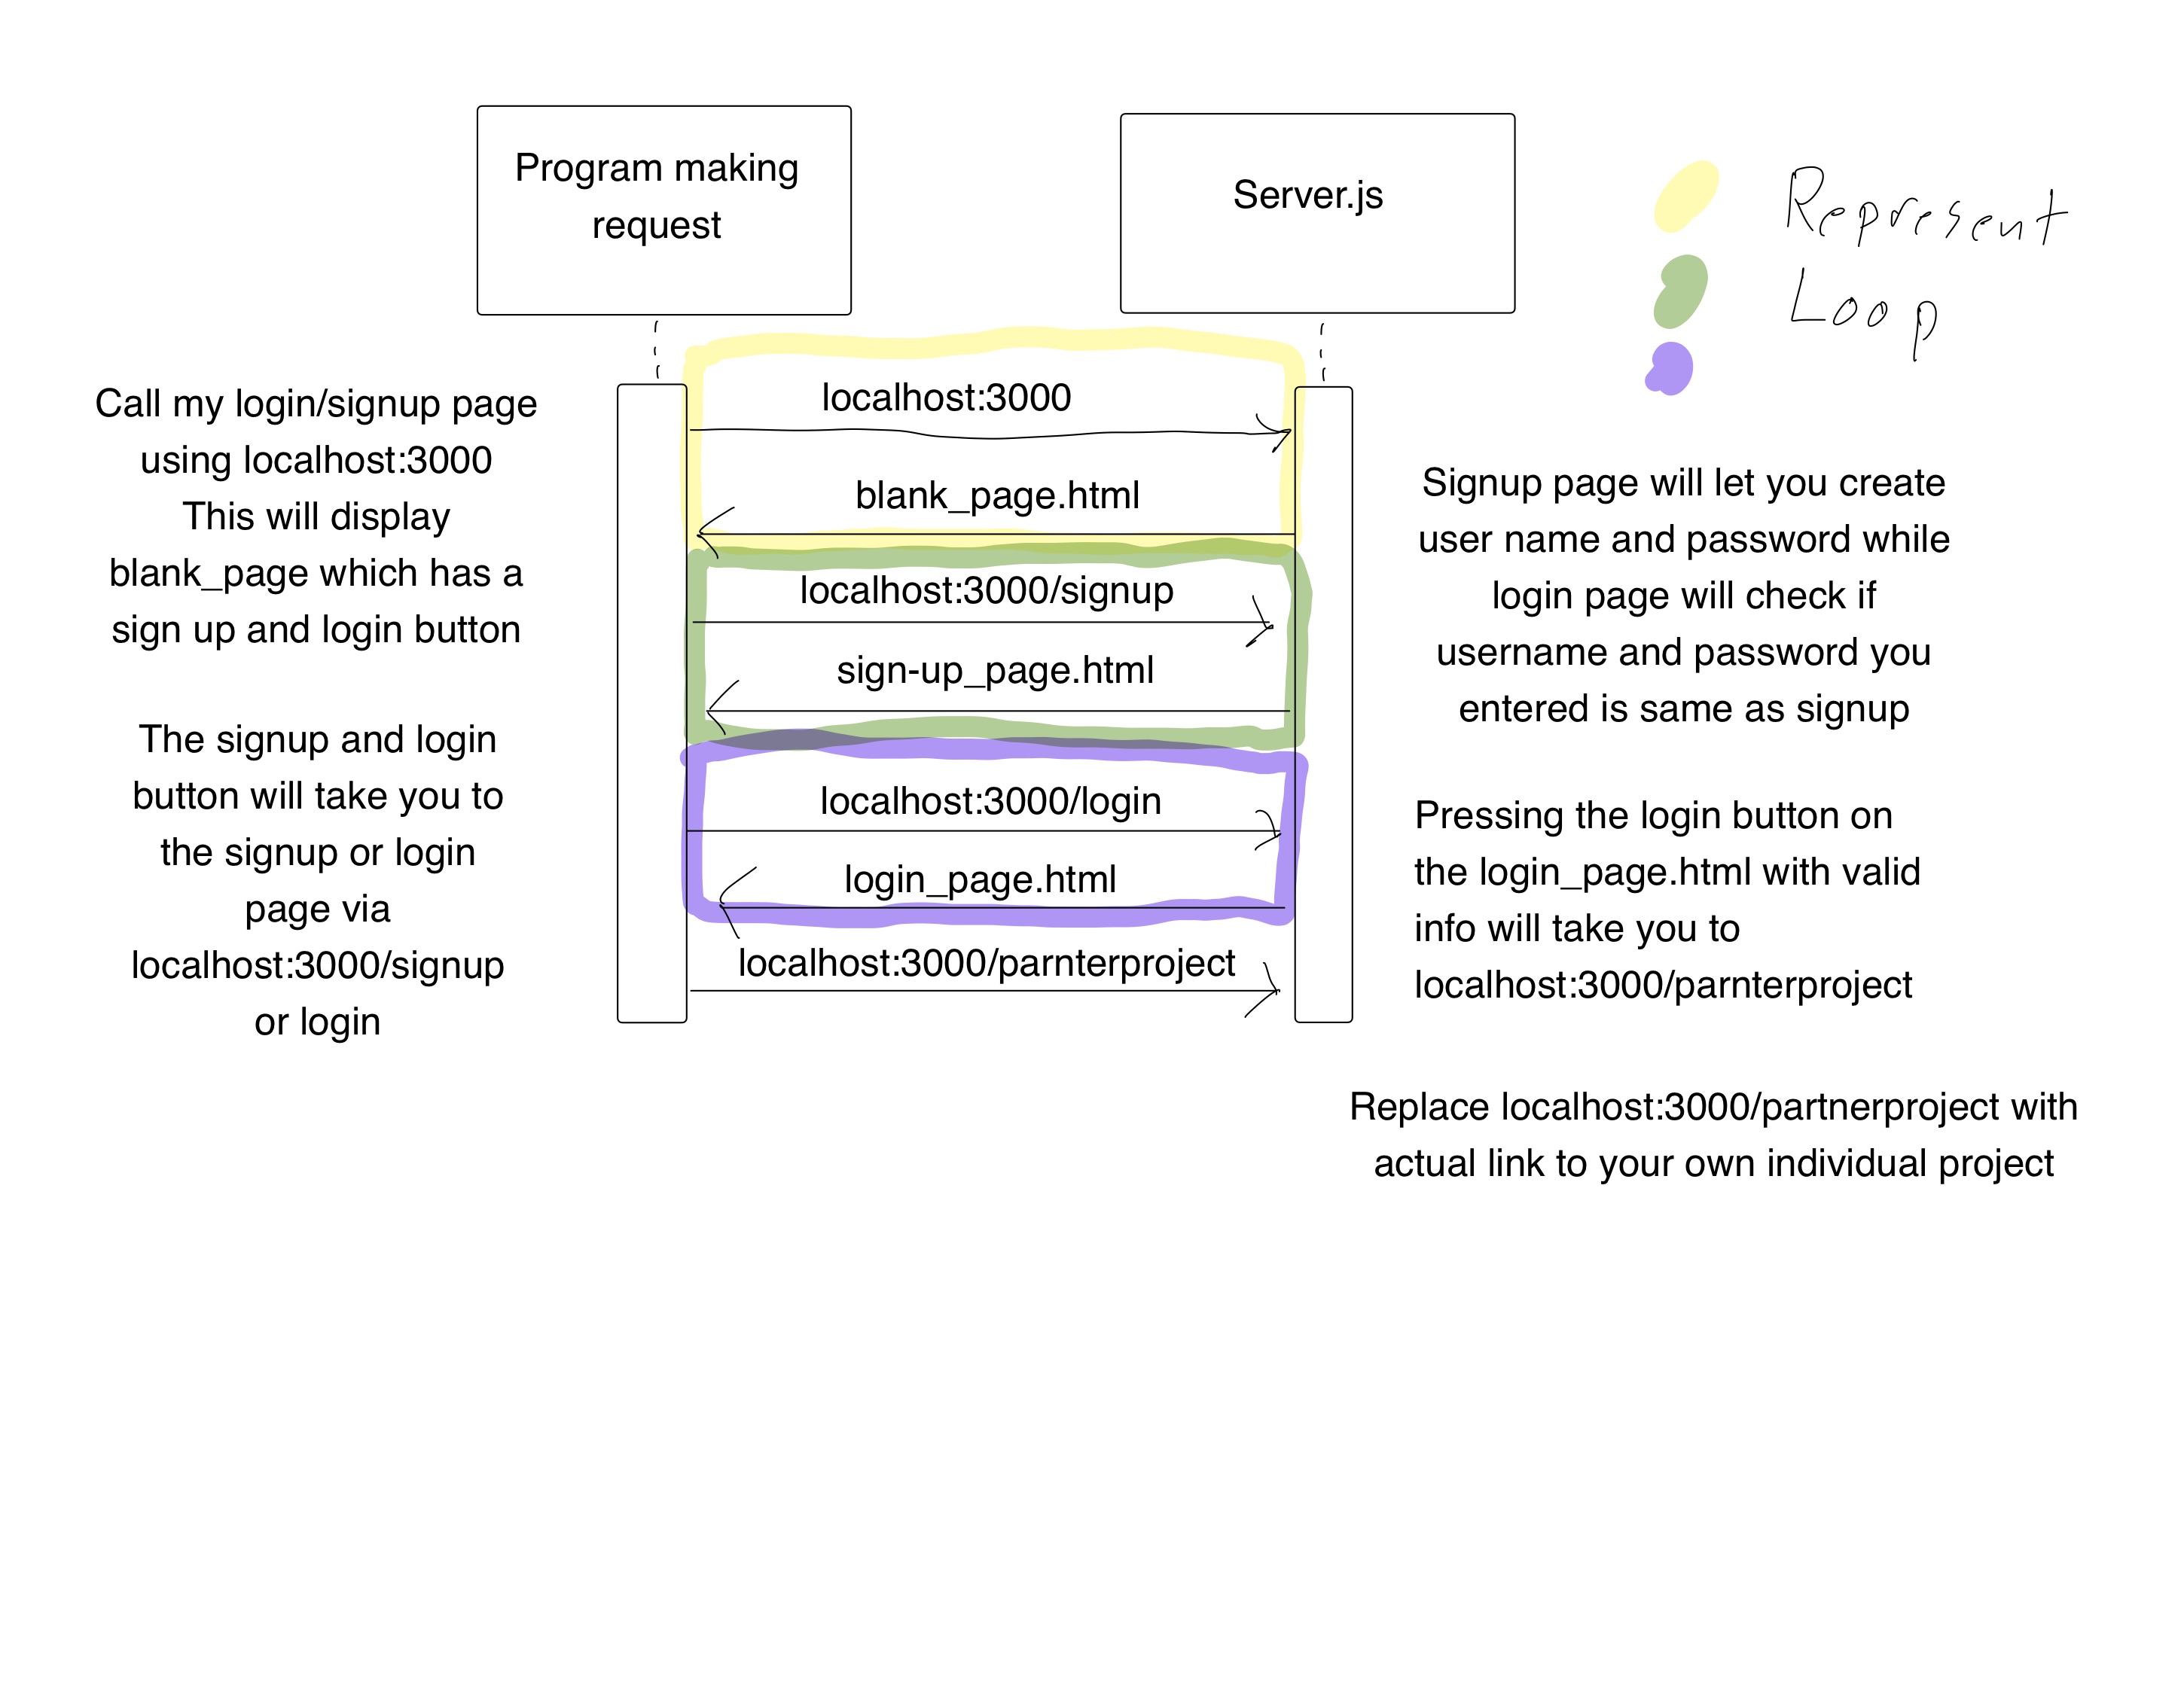 Program making
request
Server.js
Represent
Loop
localhost:3000
blank_page.html
localhost:3000/signup
sign-up_page.html
localhost:3000/login
login_page.html
localhost:3000/parnterproject
Call my login/signup page
using localhost:3000
This will display
blank_page which has a
sign up and login button
The signup and login
button will take you to
the signup or login
page via
localhost:3000/signup
or login
Signup page will let you create
user name and password while
login page will check if
username and password you
entered is same as signup
Pressing the login button on
the login_page.html with valid
info will take you to
localhost:3000/parnterproject
Replace localhost:3000/partnerproject with
actual link to your own individual project